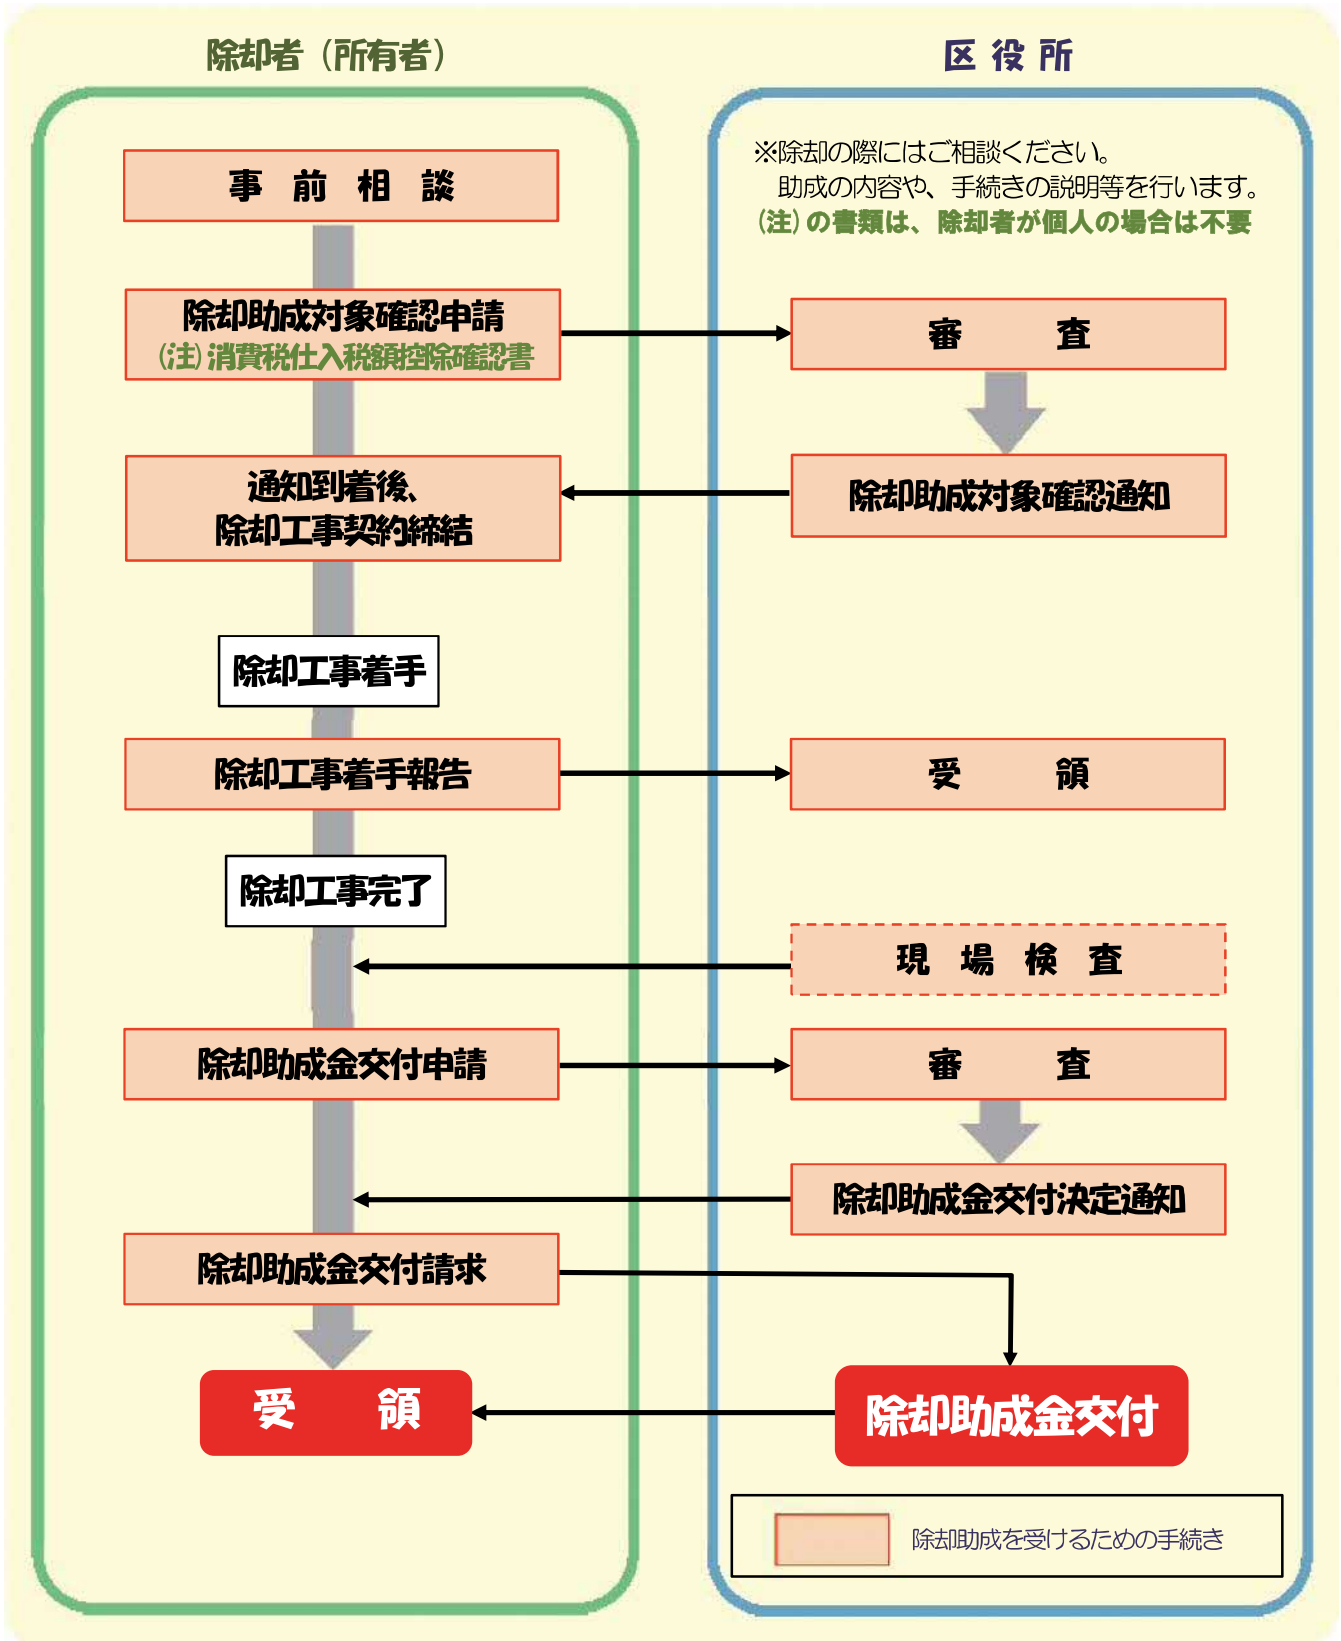 除却者（所有者）
区役所
※除却の際にはご相談ください。
助成の内容や、手続きの説明等を行います。
(注)の書類は、除却者が個人の場合は不要
事前相談
除却助成対象確認申請
(注)消費税仕入税額控除確認書
審査
通知到着後、
除却工事契約締結
除却助成対象確認通知
除却工事着手
除却工事着手報告
受領
除却工事完了
現場検査
除却助成金交付申請
審査
除却助成金交付決定通知
除却助成金交付請求
受領
除却助成金交付
除却助成を受けるための手続き